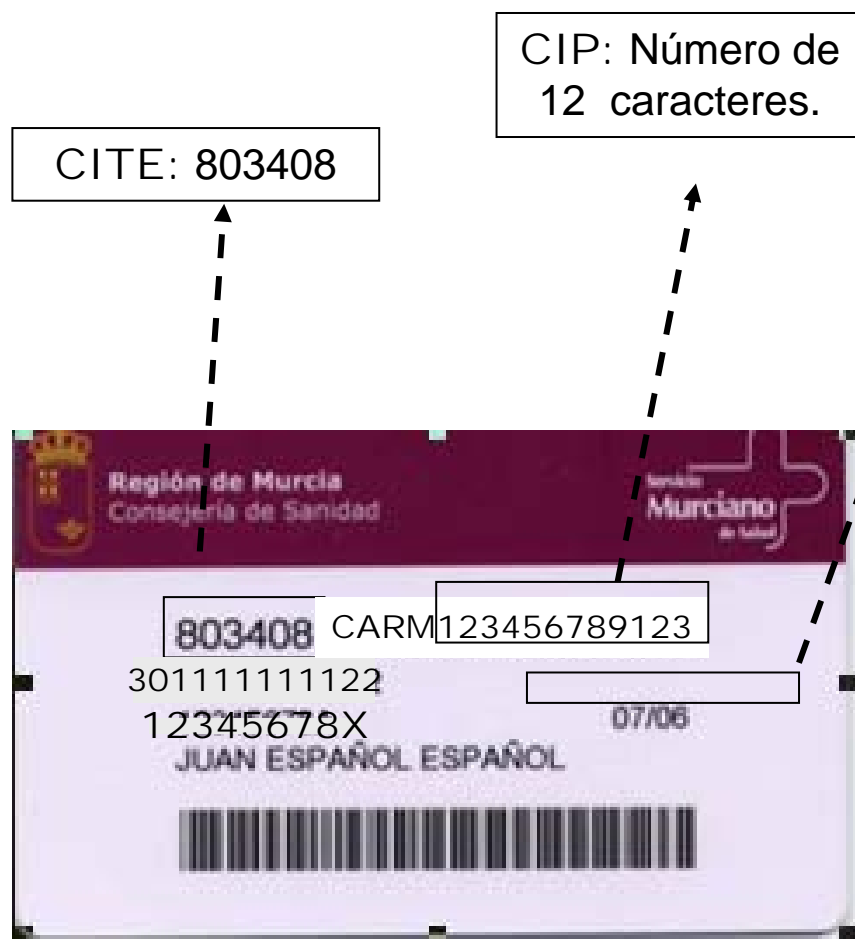 CIP: Número de
12 caracteres.
CITE: 803408
Región de Murcia
Consejería de Sanidad
Servicio
Murciano
de Salud
803408 CARM123456789123
301111111122
12345678X
07/06
JUAN ESPAÑOL ESPAÑOL